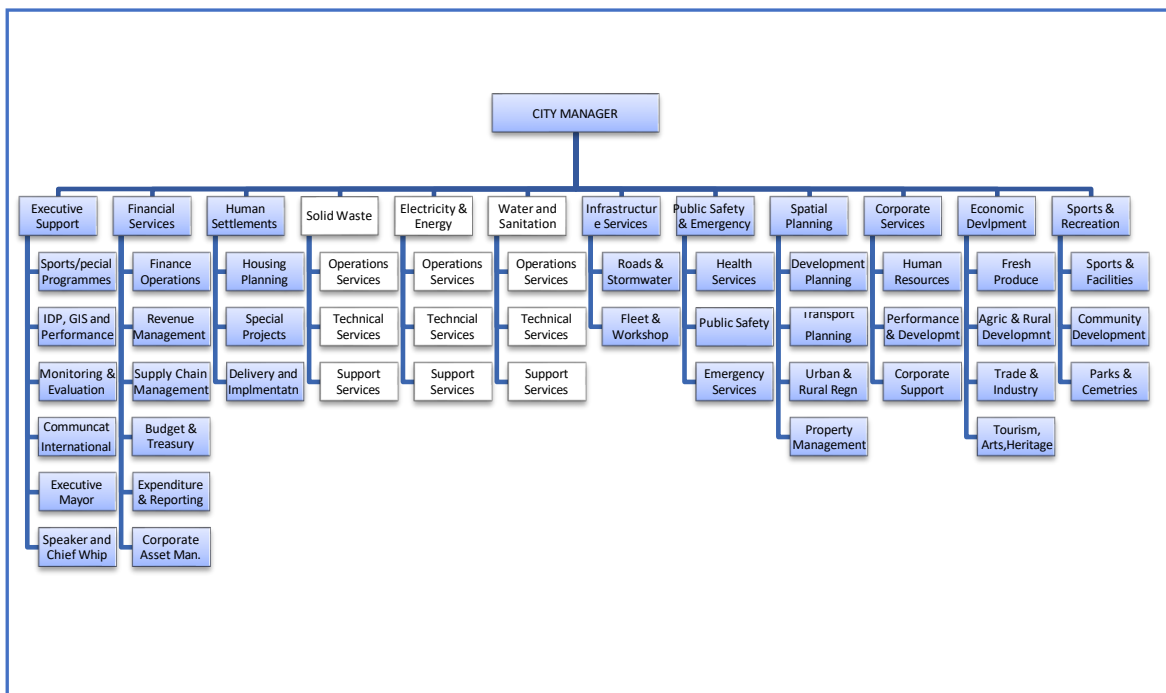 CITY MANAGER
Executive
Support
Financial
Services
Human
Settlements
Solid Waste
Electricity &
Energy
Water and
Sanitation
Infrastructur
e Services
Public Safety
& Emergency
Spatial
Planning
Corporate
Services
Economic
Devlpment
Sports &
Recreation
Sports/pecial
Programmes
IDP, GIS and
Performance
Monitoring &
Evaluation
Communcat
International
Executive
Mayor
Speaker and
Chief Whip
Finance
Operations
Revenue
Management
Supply Chain
Management
Budget &
Treasury
Expenditure
& Reporting
Corporate
Asset Man.
Housing
Planning
Special
Projects
Delivery and
Implmentatn
Operations
Services
Technical
Services
Support
Services
Operations
Services
Techncial
Services
Support
Services
Operations
Services
Technical
Services
Support
Services
Roads &
Stormwater
Fleet &
Workshop
Health
Services
Public Safety
Emergency
Services
Development
Planning
Transport
Planning
Urban &
Rural Regn
Property
Management
Human
Resources
Performance
& Developmt
Corporate
Support
Fresh
Produce
Agric & Rural
Developmnt
Trade &
Industry
Tourism,
Arts,Heritage
Sports &
Facilities
Community
Development
Parks &
Cemetries